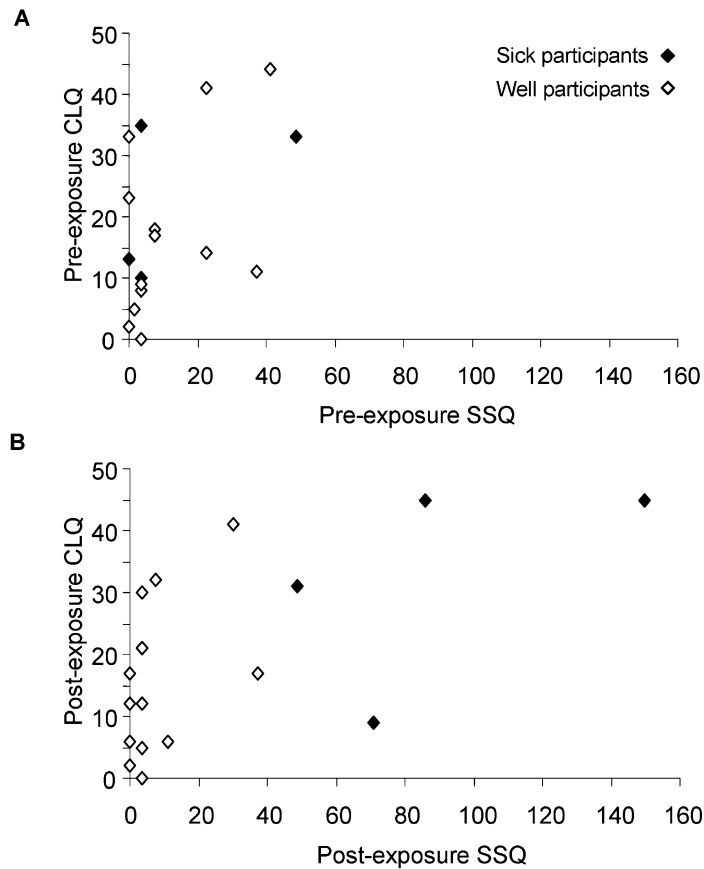 A
50
40
30
20
10
0
Pre-exposure CLQ
Sick participants
Well participants
0 20 40 60 80 100 120 140 160
Pre-exposure SSQ
B
50
40
30
20
10
0
Post-exposure CLQ
0 20 40 60 80 100 120 140 160
Post-exposure SSQ